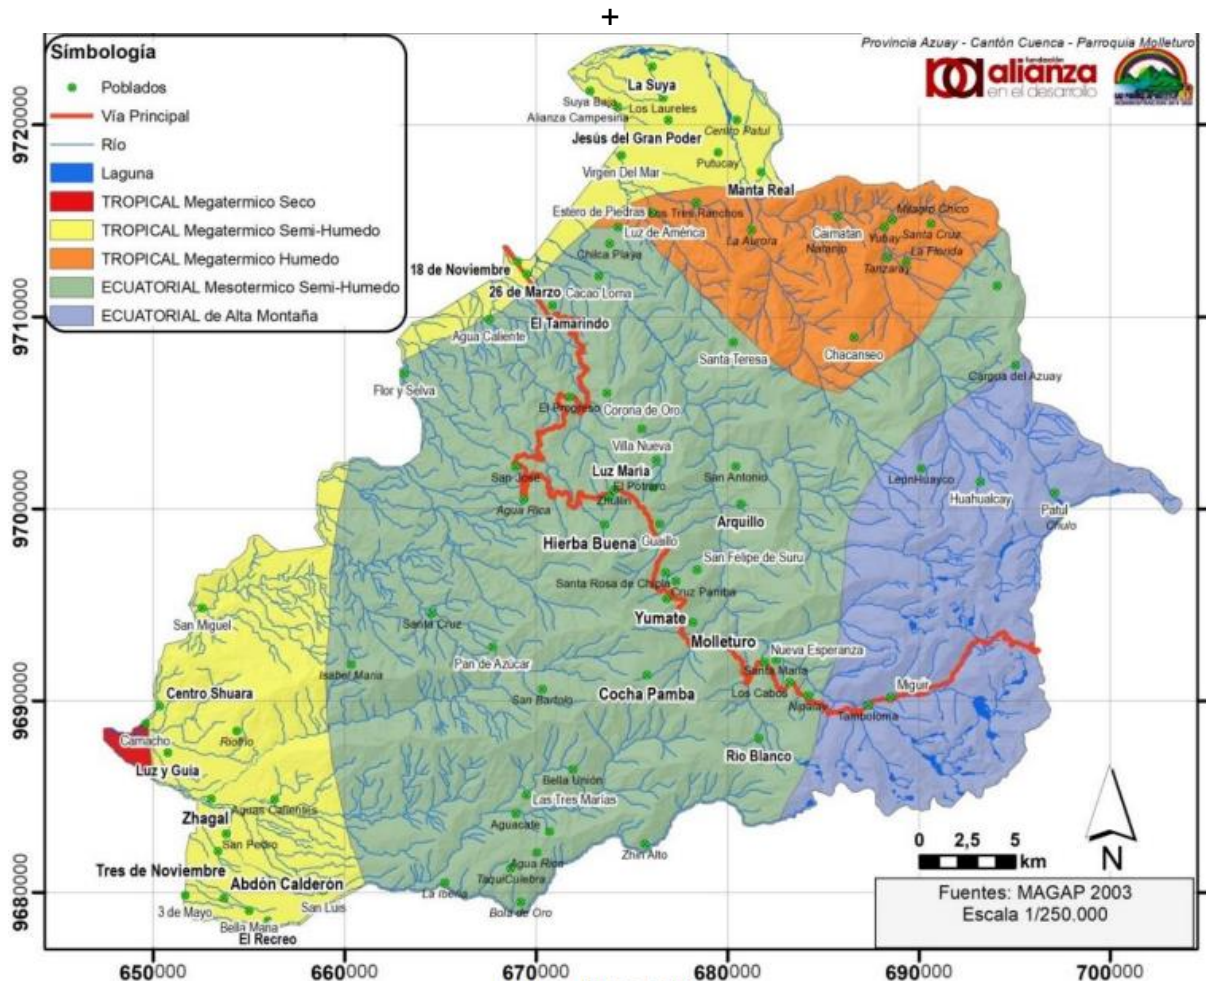 +
Símbología
Poblados
Vía Principal
Río
Laguna
TROPICAL Megatermico Seco
TROPICAL Megatermico Semi-Humedo
TROPICAL Megatermico Humedo
ECUATORIAL Mesotermico Semi-Humedo
ECUATORIAL de Alta Montaña
Provincia Azuay - Cantón Cuenca - Parroquia Molleturo
fundación
alianza
en el desarrollo
La Suya
Suya Baja
Los Laureles
Alianza Campesina
Centro Patul
Jesús del Gran Poder
Putucay
Virgen Del Mar
Manta Real
Estero de Piedras
Los Tres Ranchos
Milagro Chico
Luz de América
La Aurora
Caimatan
Yubay
Santa Cruz
Naranjo
La Florida
Chilca Playa
Tanzaray
18 de Noviembre
26 de Marzo
Cacao Loma
El Tamarindo
Agua Caliente
Santa Teresa
Chacanseo
Flor y Selva
Cargua del Azuay
El Progreso
Corona de Oro
Villa Nueva
Luz Maria
San José
El Potrero
San Antonio
LeonHuayco
Zhulin
Huahualcay
Agua Rica
Patul
Chulo
Arquillo
Hierba Buena
Guaillo
San Felipe de Suru
Santa Rosa de Chipla
Cruz Pamba
San Miguel
Santa Cruz
Yumate
Molleturo
Pan de Azúcar
Nueva Esperanza
Isabel Maria
Santa Maria
Centro Shuara
San Bartolo
Cocha Pamba
Los Cabos
Miguir
Nipalay
Tamboloma
Camacho
Riofrio
Rio Blanco
Luz y Guia
Bella Unión
Las Tres Marías
Aguas Calientes
Zhagal
Aguacate
San Pedro
Zhin Alto
Agua Rica
Tres de Noviembre
TaquiCulebra
Abdón Calderón
La Iberia
San Luis
3 de Mayo
Bola de Oro
Bella Maria
El Recreo
9720000
9710000
9700000
9690000
9680000
650000
660000
670000
680000
690000
700000
0 2,5 5
km
N
Fuentes: MAGAP 2003
Escala 1/250.000